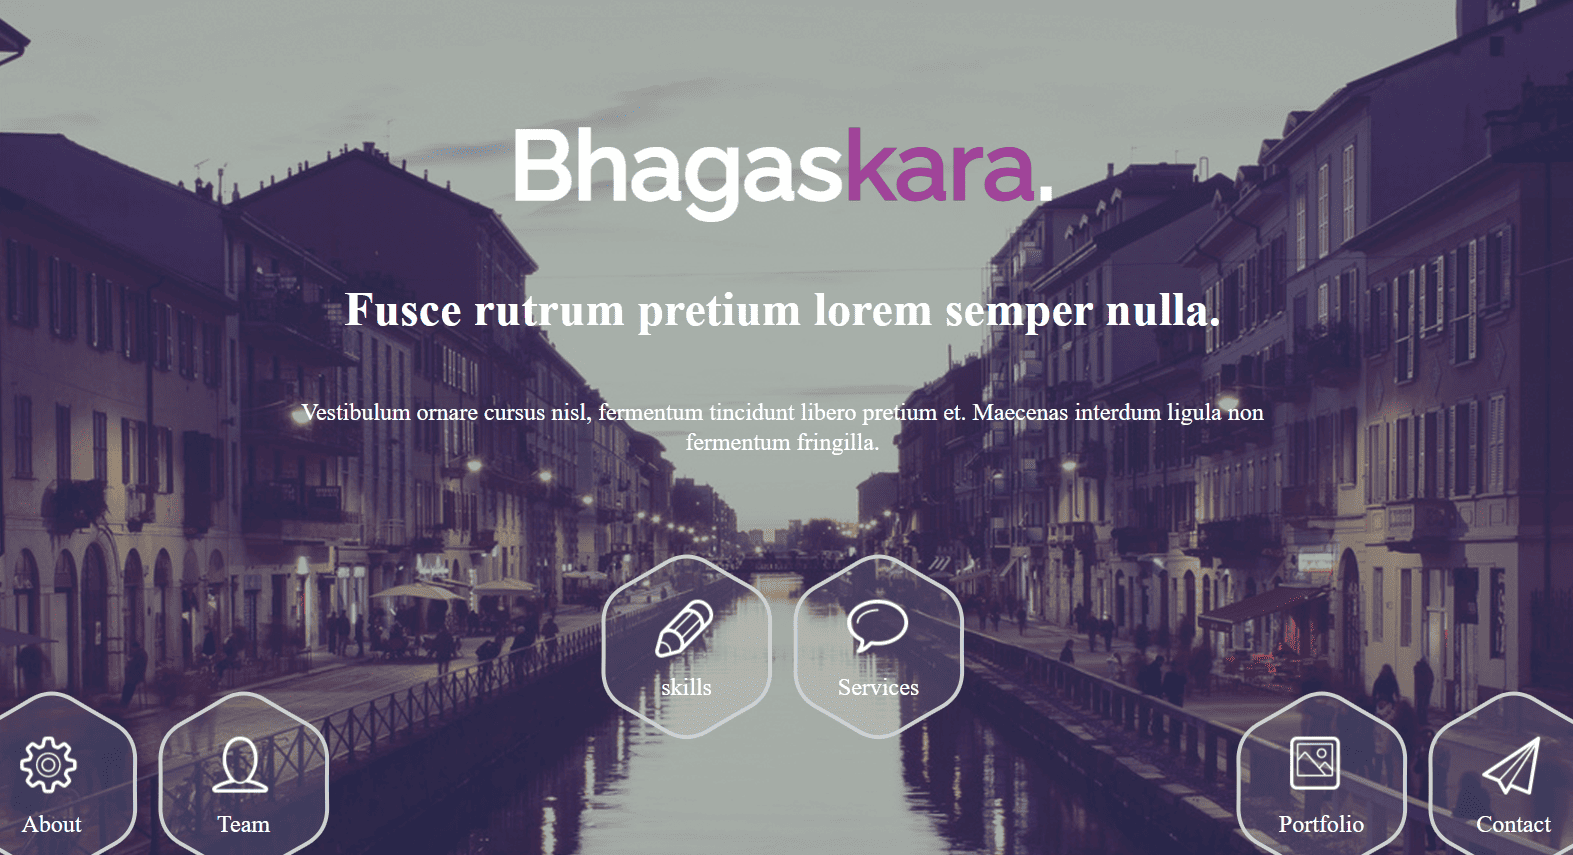 Bhagaskara.
Fusce rutrum pretium lorem semper nulla.
Vestibulum ornare cursus nisl, fermentum tincidunt libero pretium et. Maecenas interdum ligula non
fermentum fringilla.
skills
Services
About
Team
Portfolio
Contact